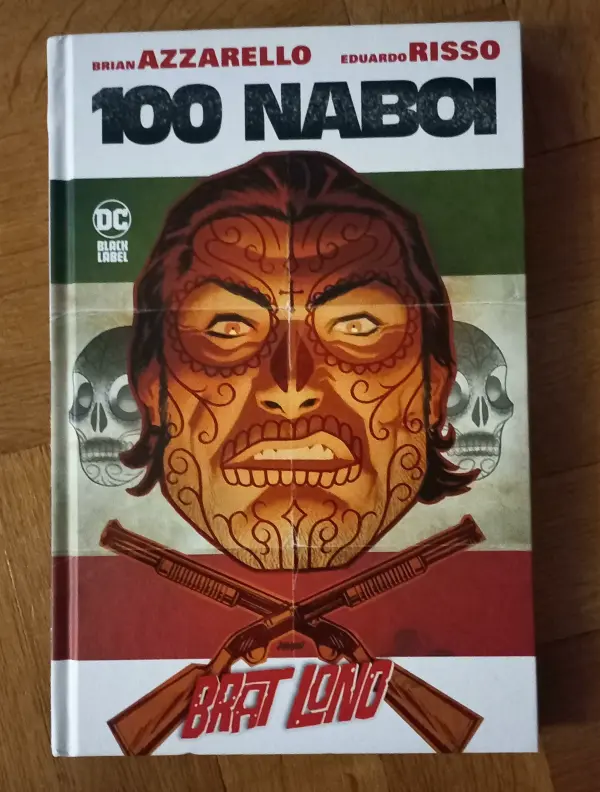 BRIAN AZZARELLO EDUARDO RISSO
100 NABOI
DC
BLACK
LABEL
BRAT LONO